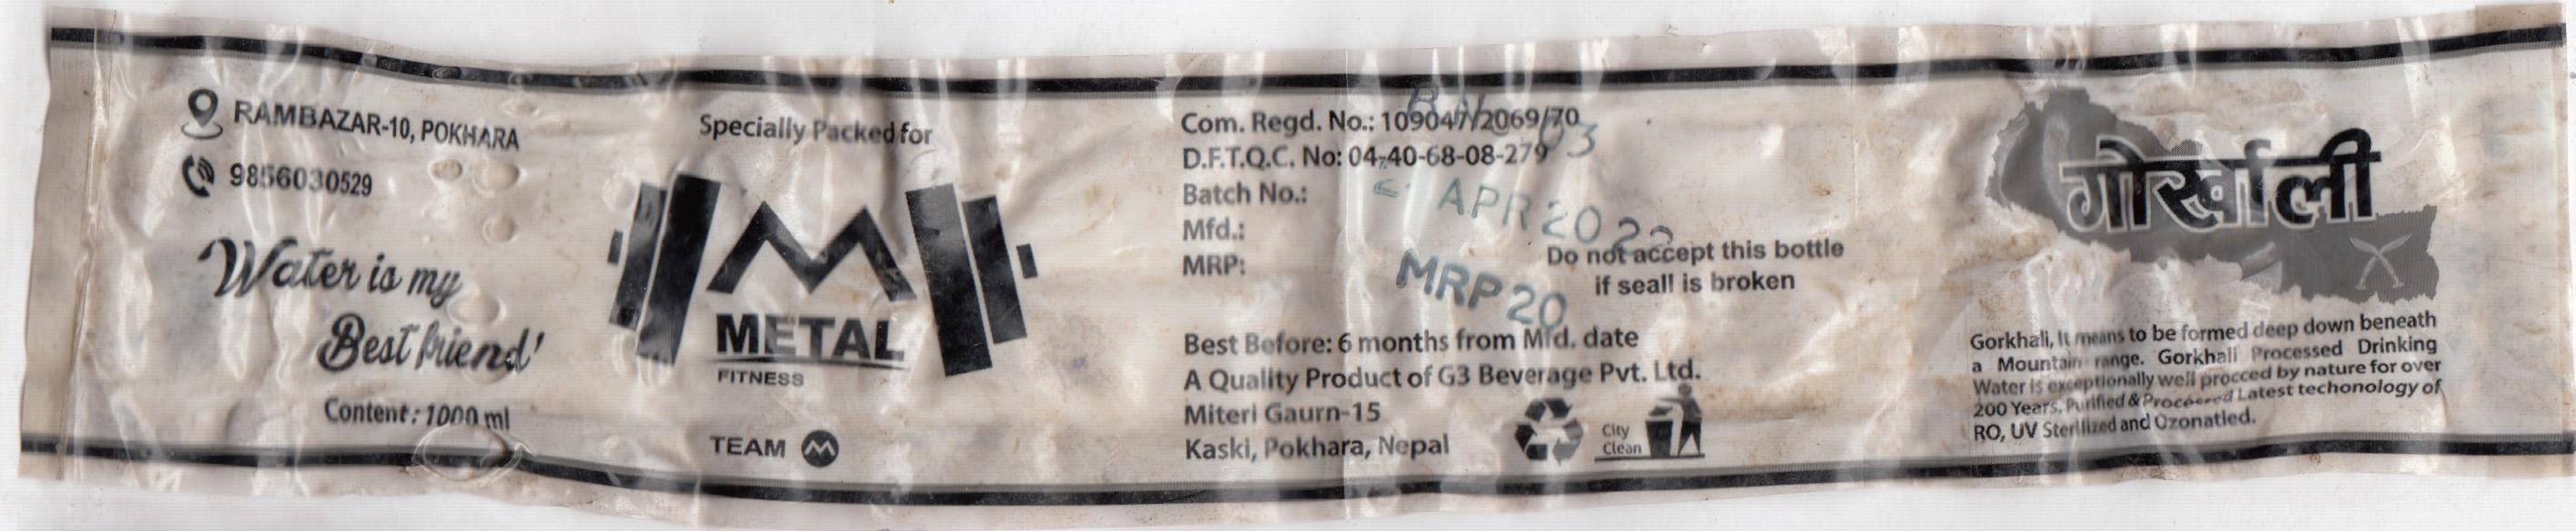 RAMBAZAR-10, POKHARA
9856030529
Water is my
Best friend'
Content: 1000 ml
Specially Packed for
METAL
FITNESS
TEAM M
Com. Regd. No.: 109047/2069/70
D.F.T.Q.C. No: 04-40-68-08-279
Batch No.:
Mfd.:
MRP:
APR 20
MRP 20
Do not accept this bottle
if seall is broken
Best Before: 6 months from Mfd. date
A Quality Product of G3 Beverage Pvt. Ltd.
Miteri Gaurn-15
Kaski, Pokhara, Nepal
City
Clean
गोर्खाली
Gorkhali, It means to be formed deep down beneath
a Mountain range. Gorkhali Processed Drinking
Water is exceptionally well procced by nature for over
200 Years. Purified & Processed Latest techonology of
RO, UV Sterilized and Ozonatled.